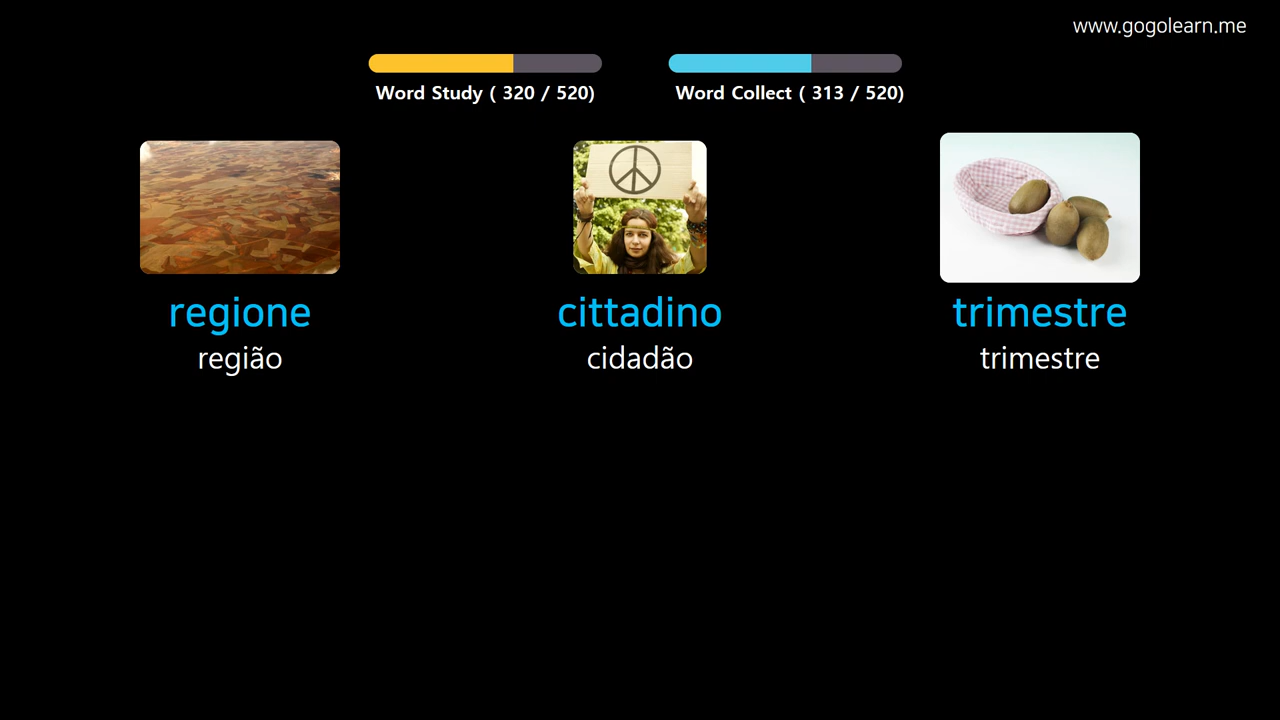 www.gogolearn.me
Word Study ( 320 / 520)
Word Collect ( 313 / 520)
regione
região
cittadino
cidadão
trimestre
trimestre